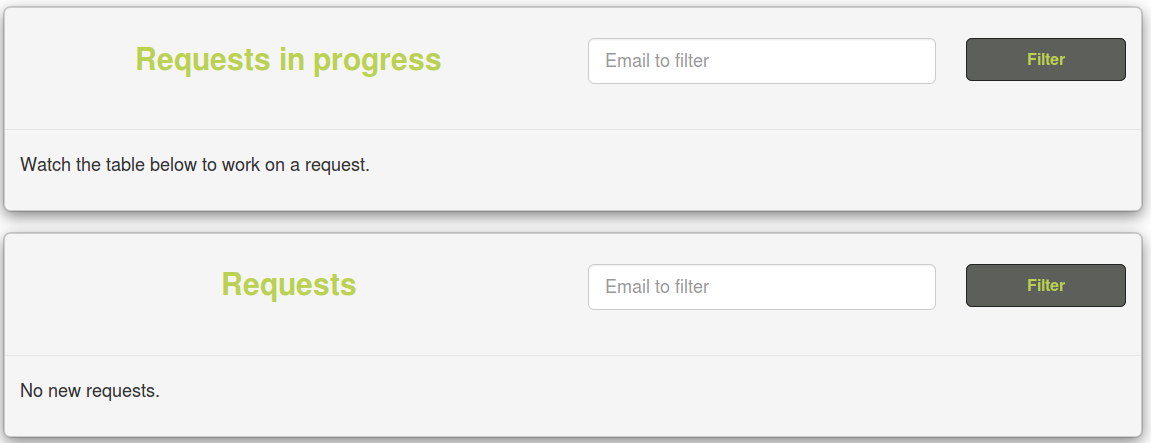 Requests in progress
Email to filter
Filter
Watch the table below to work on a request.
Requests
Email to filter
Filter
No new requests.